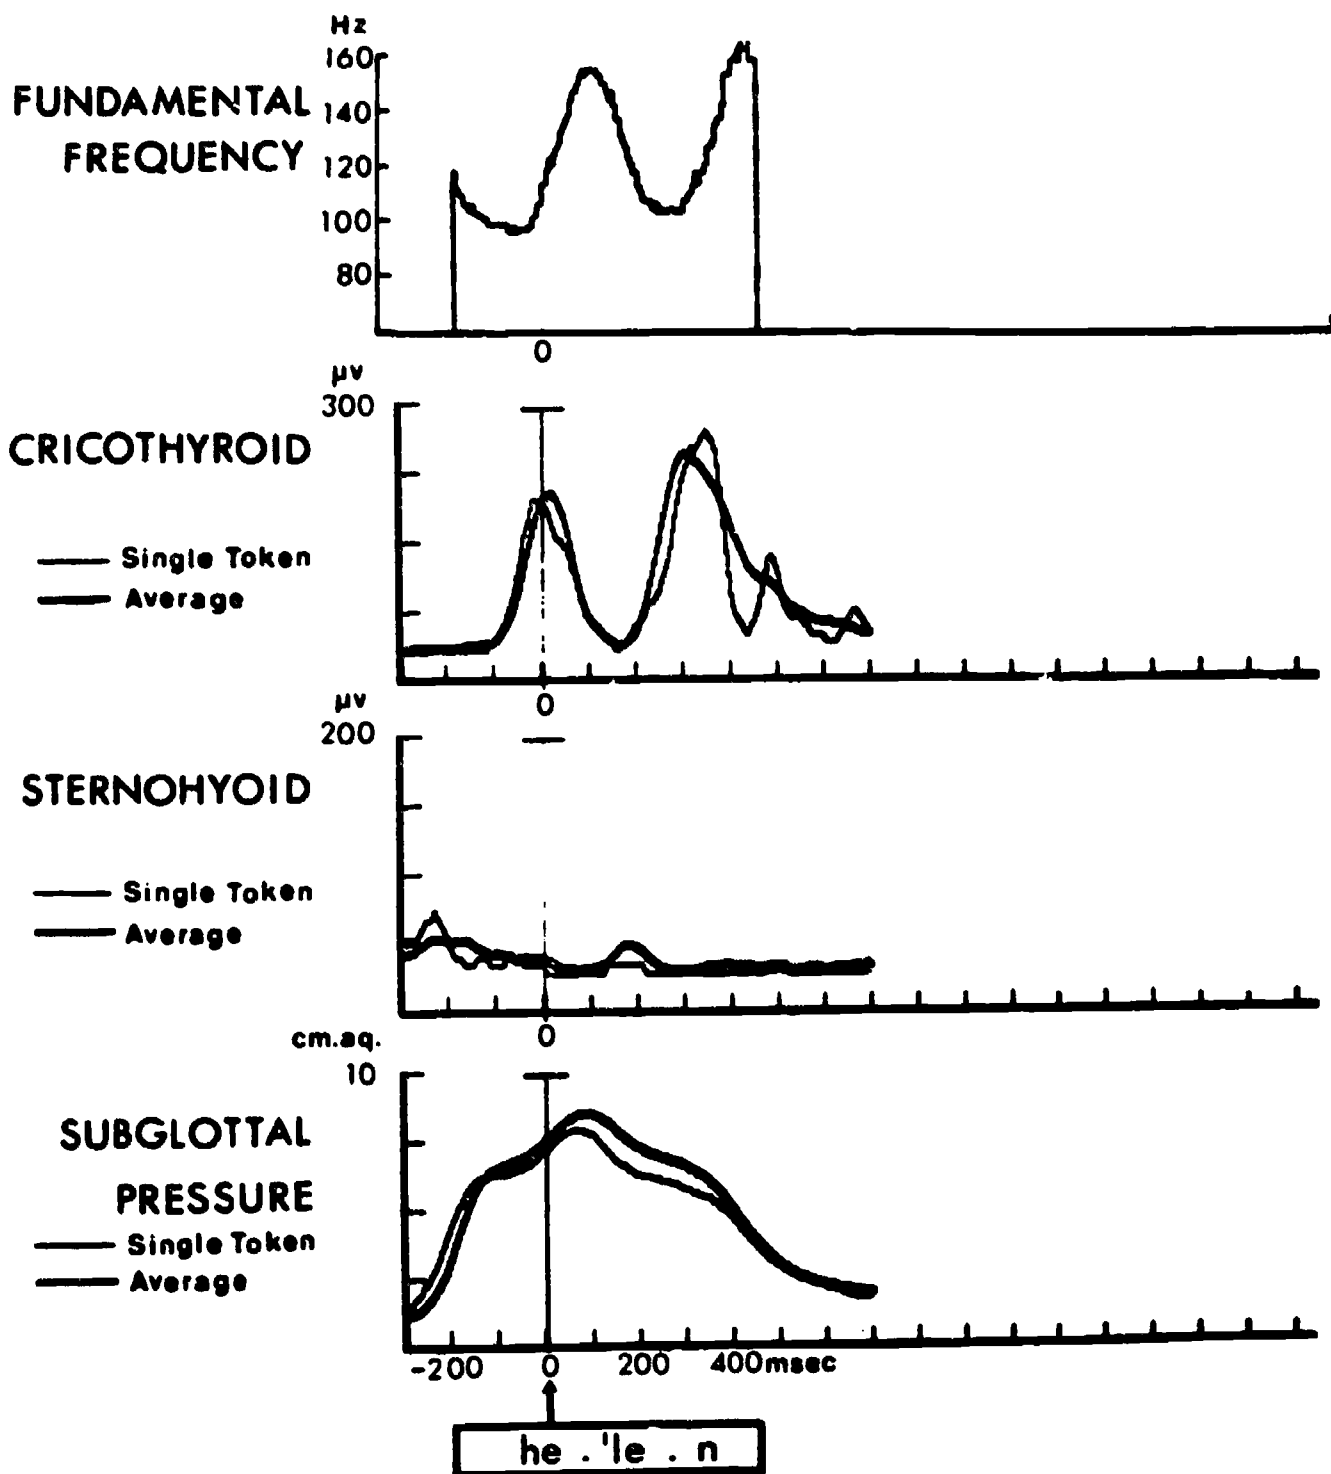 Hz
160
FUNDAMENTAL
140
FREQUENCY
120
100
80
0
μv
300
CRICOTHYROID
Single Token
Average
0
μv
200
STERNOHYOID
Single Token
Average
0
cm.aq.
10
SUBGLOTTAL
PRESSURE
Single Token
Average
-200 0 200 400msec
he . 'le . n